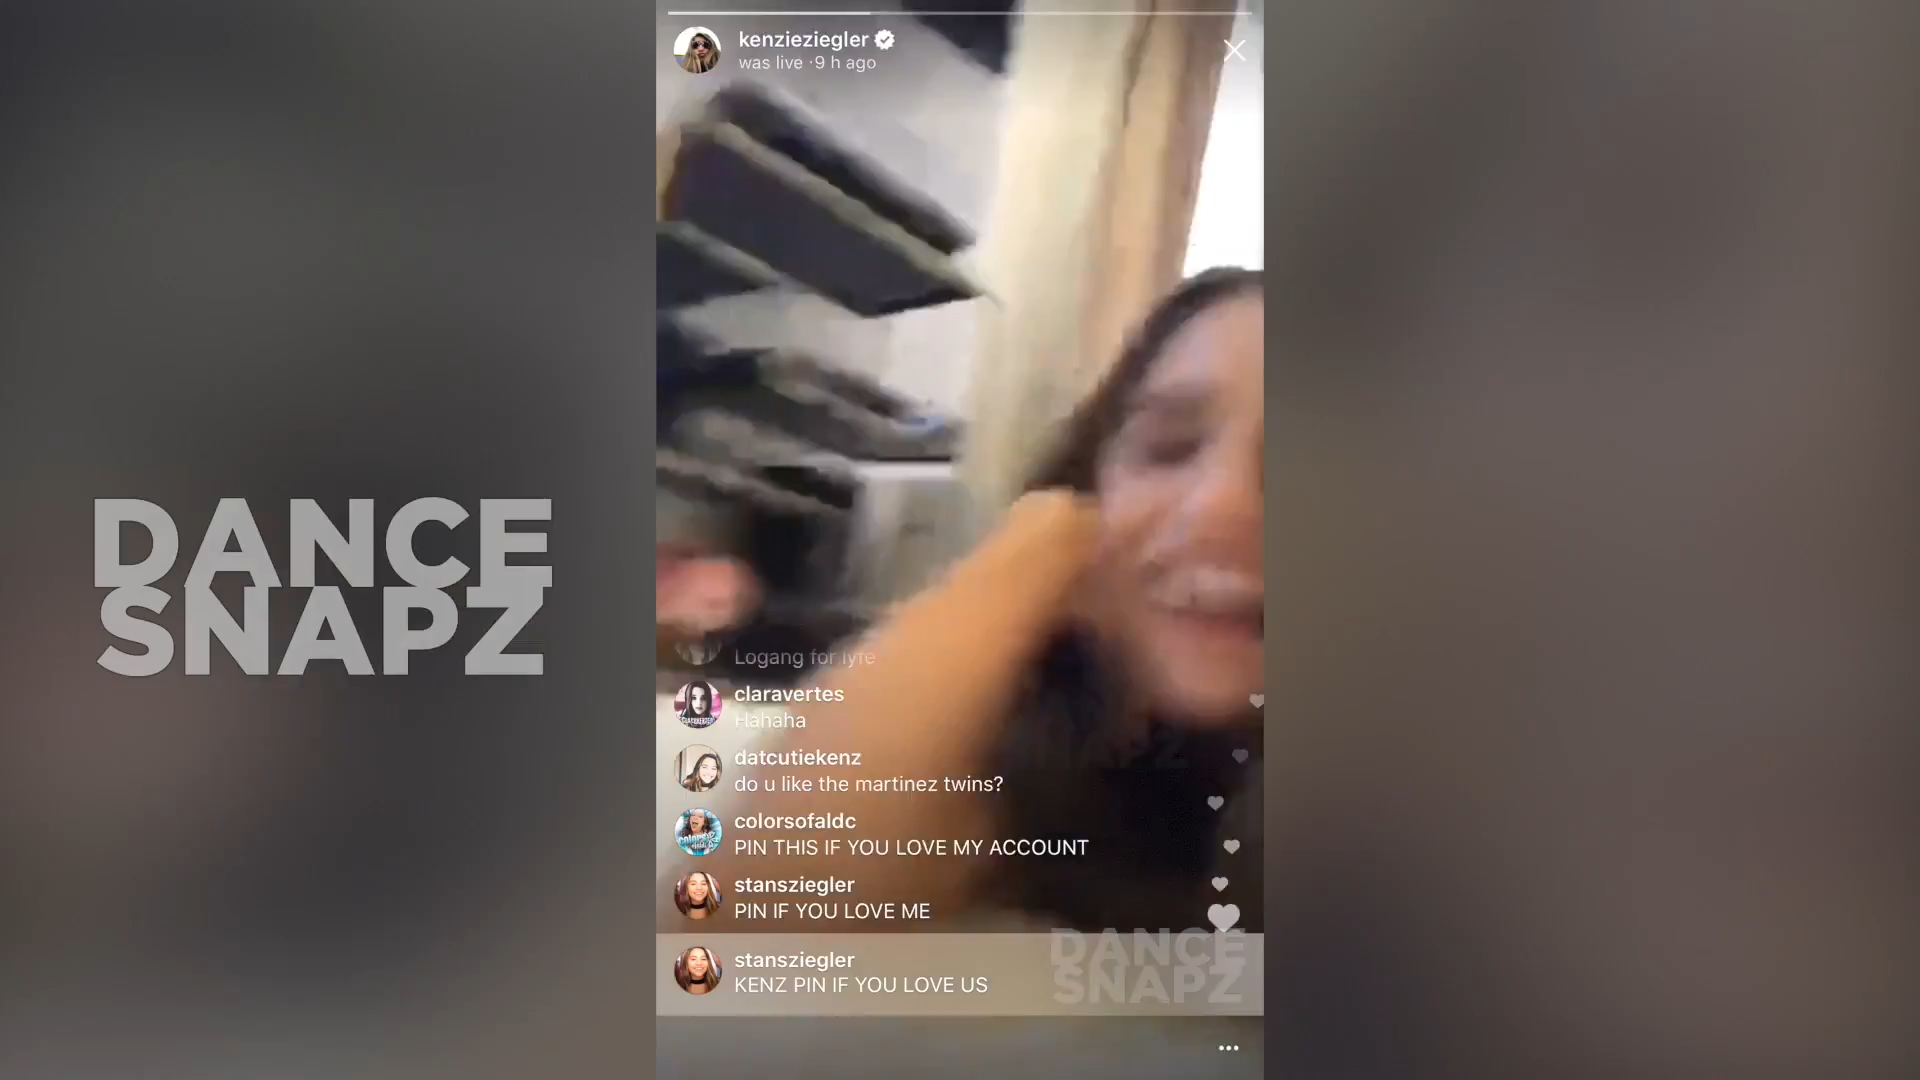 kenzieziegler
was live · 9 h ago
DANCE
SNAPZ
Logang for lyfe
claravertes
Hahaha
datcutiekenz
do u like the martinez twins?
colorsofaldc
PIN THIS IF YOU LOVE MY ACCOUNT
stansziegler
PIN IF YOU LOVE ME
stansziegler
KENZ PIN IF YOU LOVE US
DANCE
SNAPZ